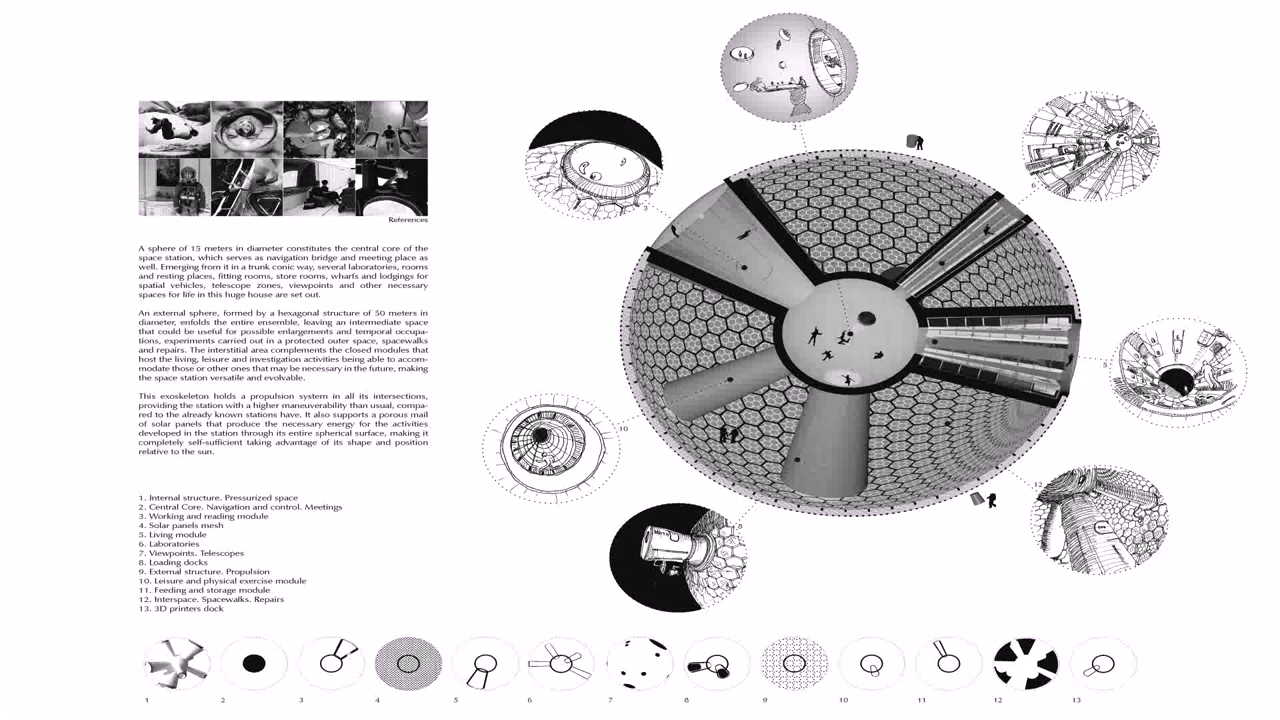 References
A sphere of 15 meters in diameter constitutes the central core of the
space station, which serves as navigation bridge and meeting place as
well. Emerging from it in a trunk conic way, several laboratories, rooms
and resting places, fitting rooms, store rooms, wharfs and lodgings for
spatial vehicles, telescope zones, viewpoints and other necessary
spaces for life in this huge house are set out.
An external sphere, formed by a hexagonal structure of 50 meters in
diameter, enfolds the entire ensemble, leaving an intermediate space
that could be useful for possible enlargements and temporal occupa-
tions, experiments carried out in a protected outer space, spacewalks
and repairs. The interstitial area complements the closed modules that
host the living, leisure and investigation activities being able to accom-
modate those or other ones that may be necessary in the future, making
the space station versatile and evolvable.
This exoskeleton holds a propulsion system in all its intersections,
providing the station with a higher maneuverability than usual, compa-
red to the already known stations have. It also supports a porous mail
of solar panels that produce the necessary energy for the activities
developed in the station through its entire spherical surface, making it
completely self-sufficient taking advantage of its shape and position
relative to the sun.
1. Internal structure. Pressurized space
2. Central Core. Navigation and control. Meetings
3. Working and reading module
4. Solar panels mesh
5. Living module
6. Laboratories
7. Viewpoints. Telescopes
8. Loading docks
9. External structure. Propulsion
10. Leisure and physical exercise module
11. Feeding and storage module
12. Interspace. Spacewalks. Repairs
13. 3D printers dock
2
3
6
5
10
12
8
1 2 3 4 5 6 7 8 9 10 11 12 13